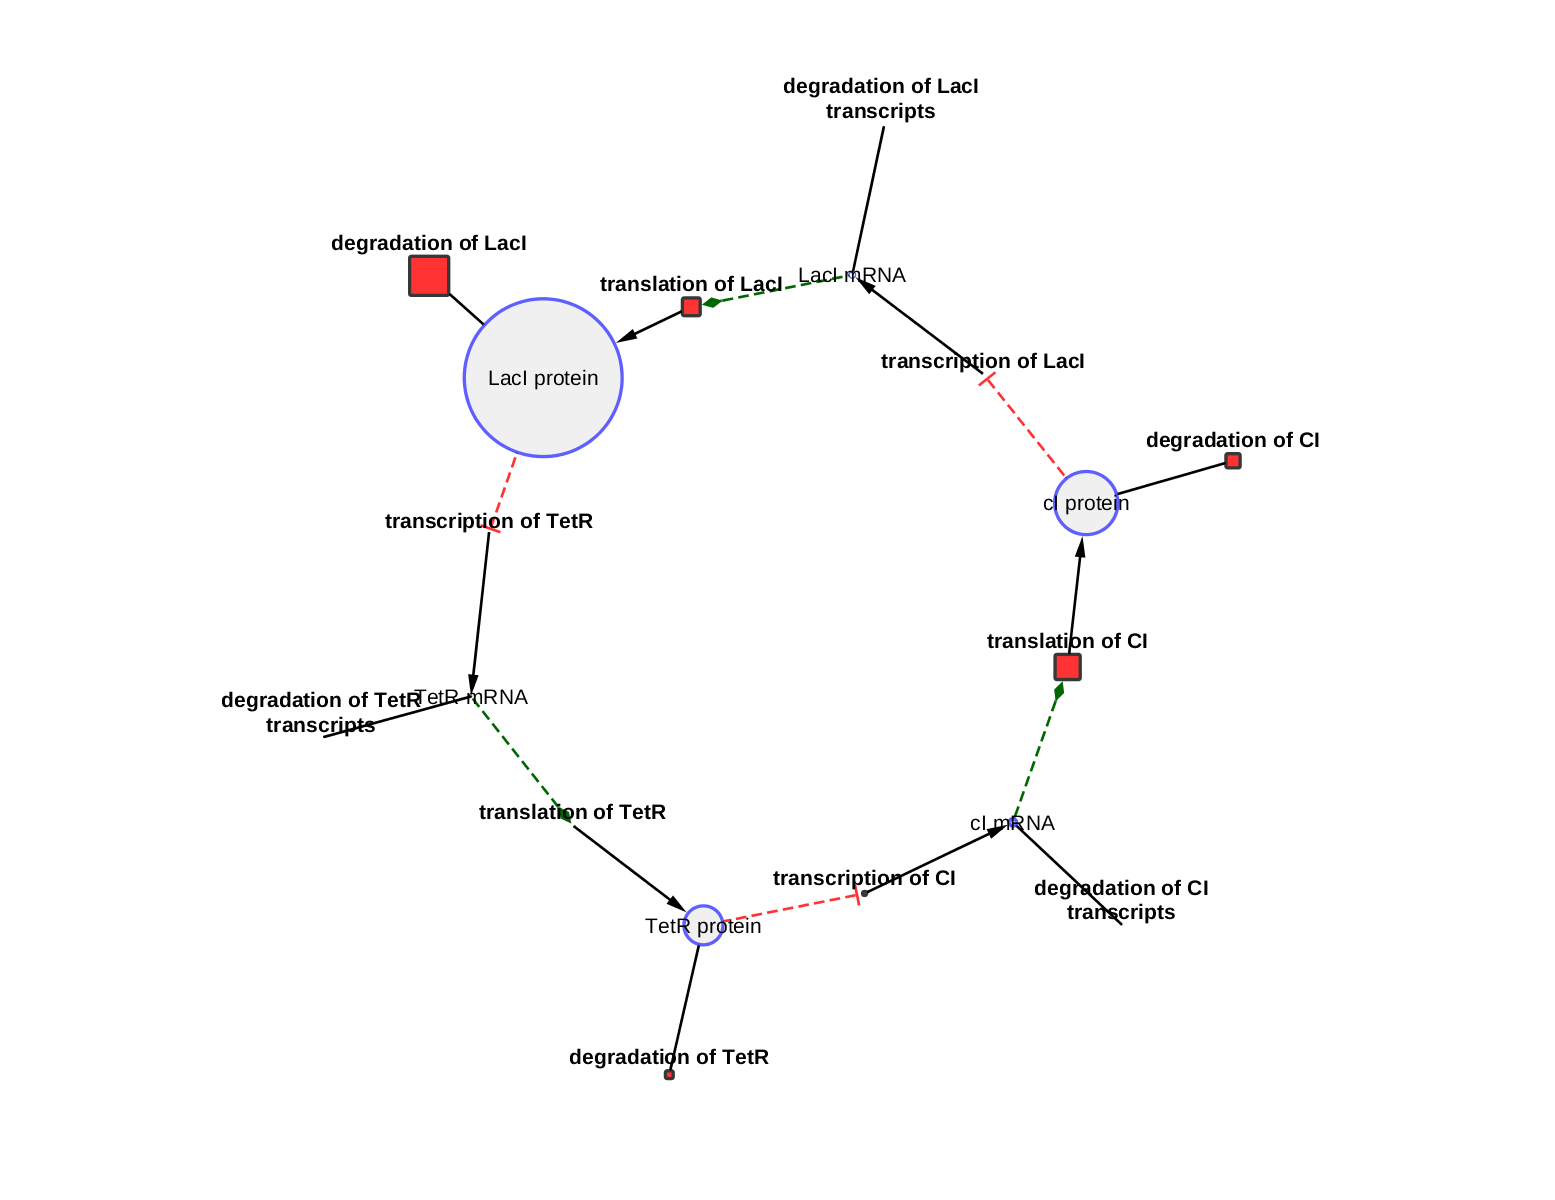 degradation of LacI
transcripts
degradation of LacI
translation of LacI
LacI mRNA
transcription of LacI
LacI protein
degradation of CI
cI protein
transcription of TetR
translation of CI
degradation of TetR
transcripts
TetR mRNA
translation of TetR
cI mRNA
transcription of CI
degradation of CI
transcripts
TetR protein
degradation of TetR